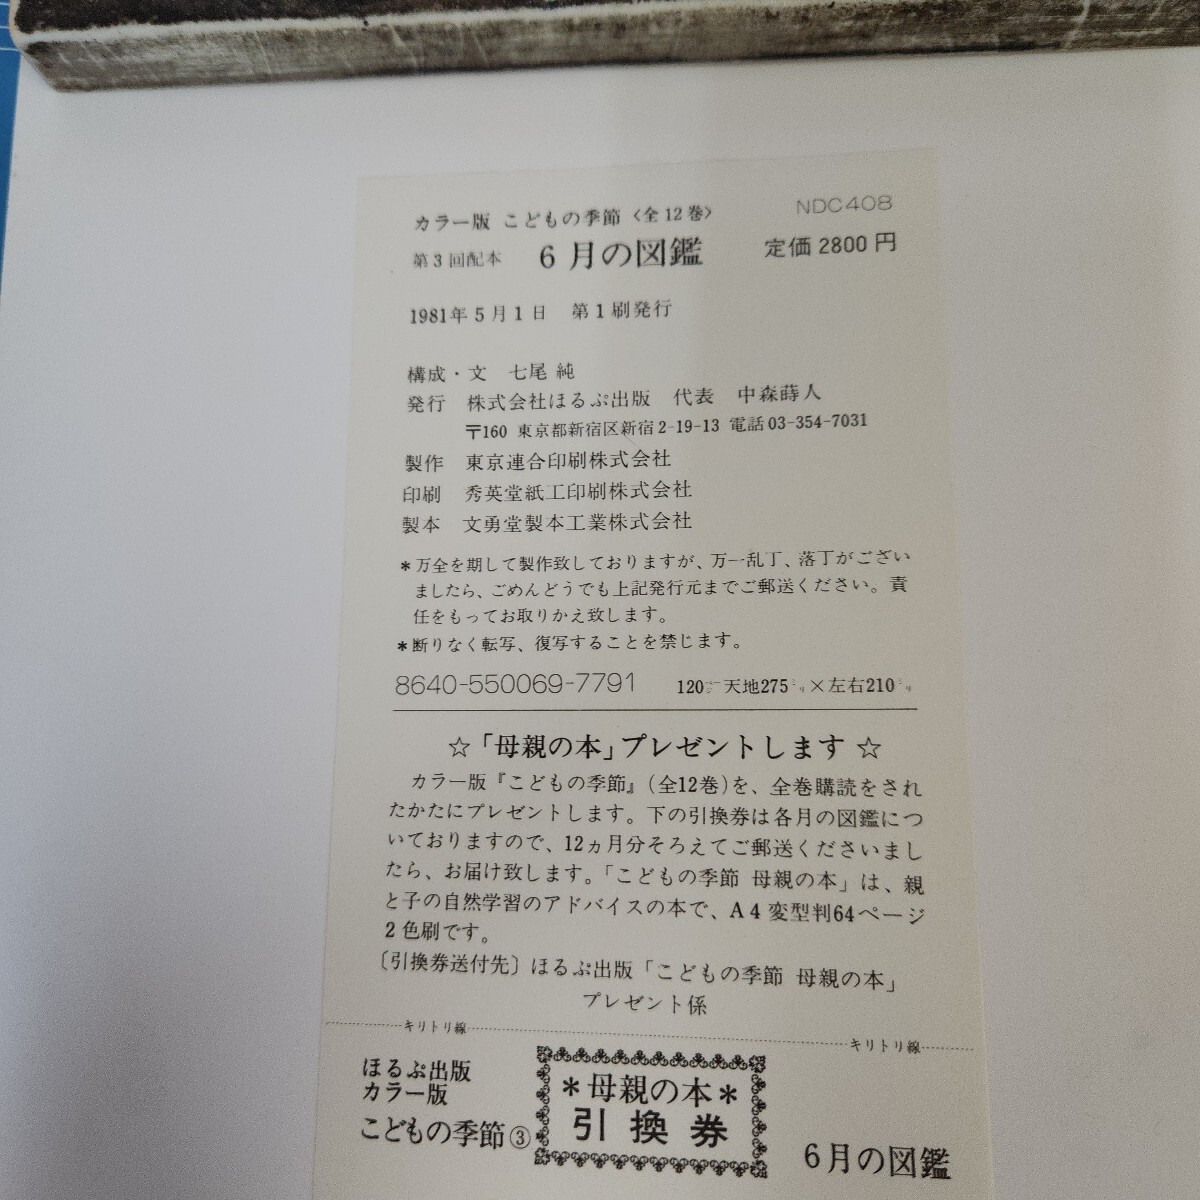 カラー版 こどもの季節〈全12巻〉 NDC408
第3回配本 6月の図鑑 定価2800円
1981年5月1日 第1刷発行
構成・文 七尾 純
発行 株式会社ほるぷ出版 代表 中森蒔人
〒160 東京都新宿区新宿2-19-13 電話03-354-7031
製作 東京連合印刷株式会社
印刷 秀英堂紙工印刷株式会社
製本 文勇堂製本工業株式会社
*万全を期して製作致しておりますが、万一乱丁、落丁がござい
ましたら、ごめんどうでも上記発行元までご郵送ください。責
任をもってお取りかえ致します。
*断りなく転写、復写することを禁じます。
8640-550069-7791 120㌻ 天地275㍉×左右210㍉
☆「母親の本」プレゼントします☆
カラー版『こどもの季節』(全12巻)を、全巻購読をされ
たかたにプレゼントします。下の引換券は各月の図鑑につ
いておりますので、12ヵ月分そろえてご郵送くださいまし
たら、お届け致します。「こどもの季節 母親の本」は、親
と子の自然学習のアドバイスの本で、A4変型判64ページ
2色刷です。
〔引換券送付先〕ほるぷ出版「こどもの季節 母親の本」
プレゼント係
キリトリ線 キリトリ線
ほるぷ出版
カラー版
こどもの季節③
*母親の本*
引換券
6月の図鑑